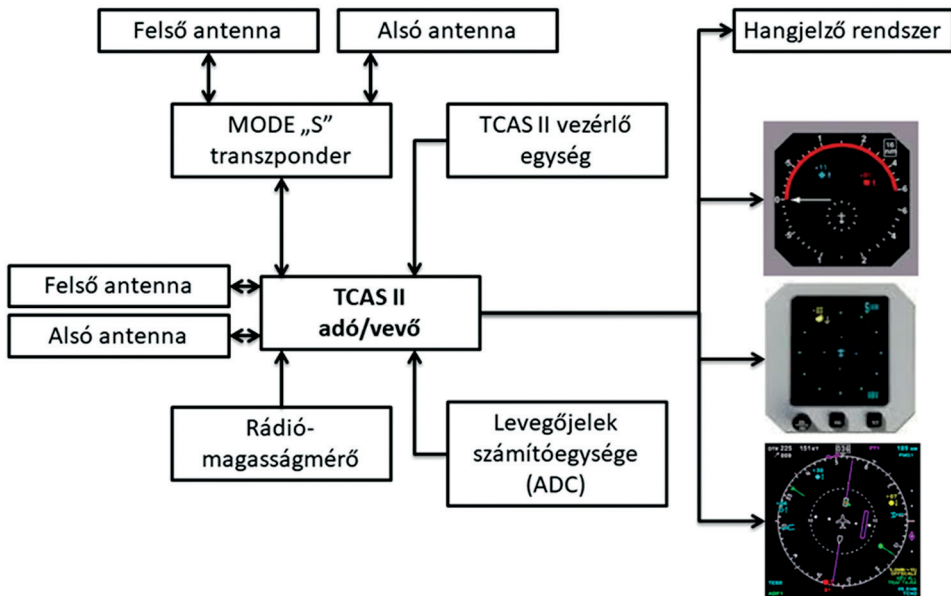 Felső antenna
Alsó antenna
Hangjelző rendszer
MODE „S”
transzponder
TCAS II vezérlő
egység
Felső antenna
Alsó antenna
TCAS II
adó/vevő
Rádió-
magasságmérő
Levegőjelek
számítóegysége
(ADC)